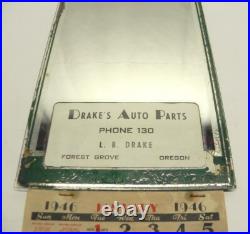 DRAKE'S AUTO PARTS
PHONE 130
L. B. DRAKE
FOREST GROVE OREGON
1946 1946
Sun Mon Tue Wed Thu Fri Sat
1 2 3 4 5